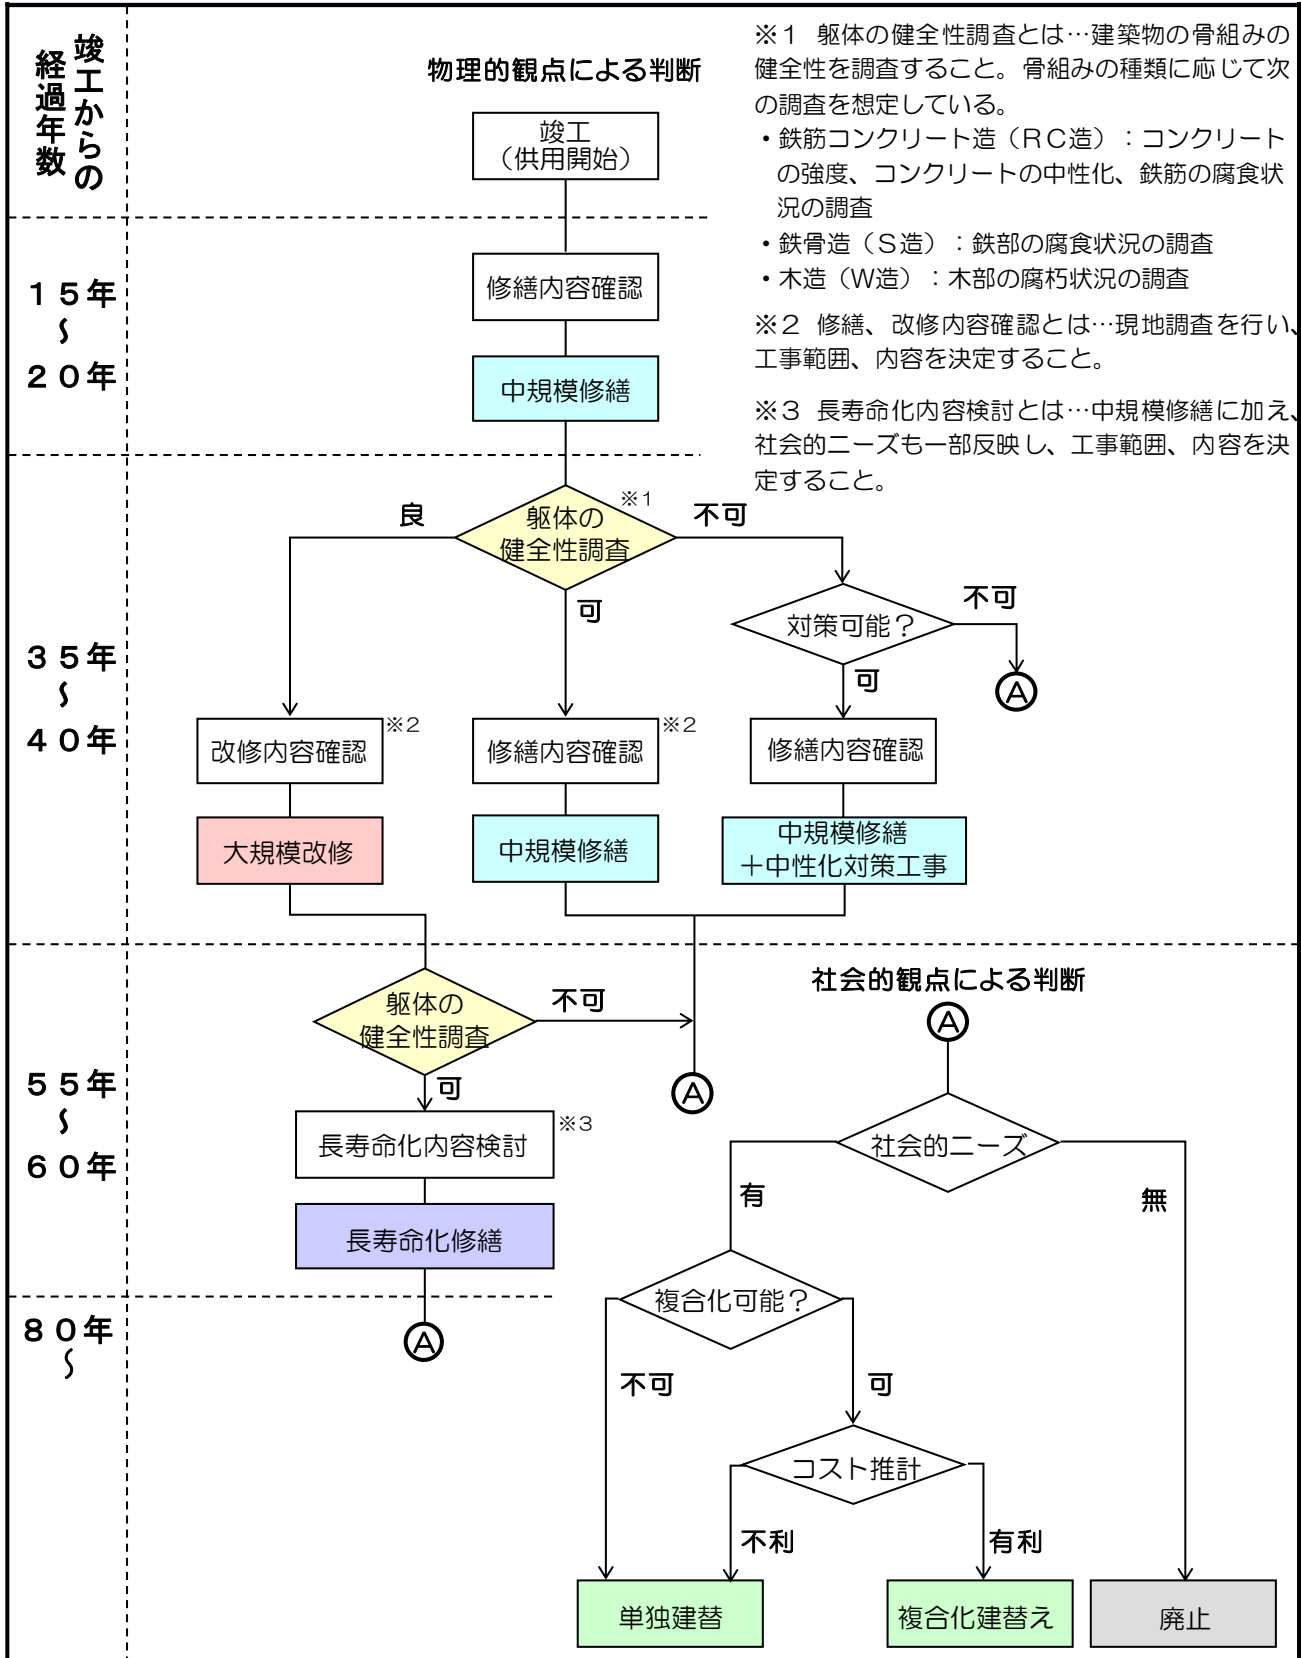 竣工からの
経過年数
物理的観点による判断
※1 躯体の健全性調査とは…建築物の骨組みの
健全性を調査すること。骨組みの種類に応じて次
の調査を想定している。
・鉄筋コンクリート造（RC造）：コンクリート
の強度、コンクリートの中性化、鉄筋の腐食状
況の調査
・鉄骨造（S造）：鉄部の腐食状況の調査
・木造（W造）：木部の腐朽状況の調査
※2 修繕、改修内容確認とは…現地調査を行い、
工事範囲、内容を決定すること。
※3 長寿命化内容検討とは…中規模修繕に加え、
社会的ニーズも一部反映し、工事範囲、内容を決
定すること。
竣工
（供用開始）
15年
〜
20年
修繕内容確認
中規模修繕
35年
〜
40年
躯体の
健全性調査
※1
良
可
不可
対策可能？
不可
可
A
改修内容確認
※2
修繕内容確認
※2
修繕内容確認
大規模改修
中規模修繕
中規模修繕
＋中性化対策工事
55年
〜
60年
躯体の
健全性調査
不可
可
A
長寿命化内容検討
※3
長寿命化修繕
80年
〜
A
社会的観点による判断
A
社会的ニーズ
有
無
複合化可能？
不可
可
コスト推計
不利
有利
単独建替
複合化建替え
廃止